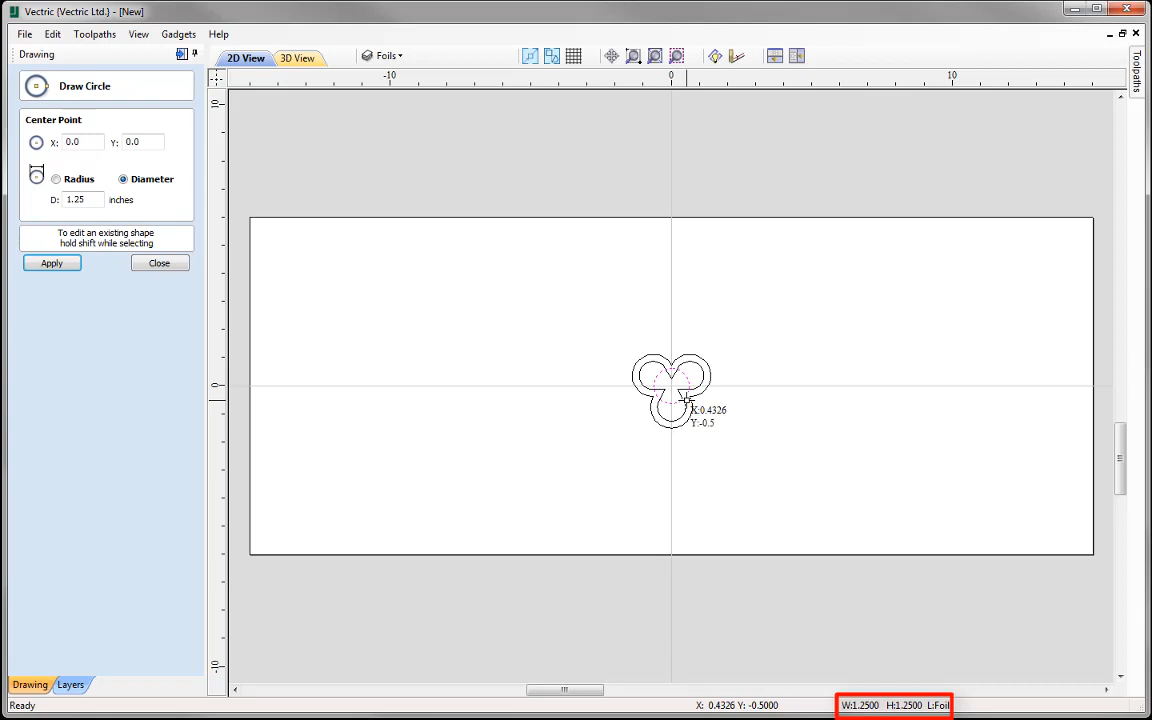 Vectric {Vectric Ltd.} - [New]
File Edit Toolpaths View Gadgets Help
Drawing
2D View 3D View Foils
Toolpaths
-10 0 10
Draw Circle
Center Point
X: 0.0 Y: 0.0
Radius Diameter
D: 1.25 inches
To edit an existing shape
hold shift while selecting
Apply Close
10
0
-10
X:0.4326
Y:-0.5
Drawing Layers
Ready X: 0.4326 Y: -0.5000 W:1.2500 H:1.2500 L:Foil